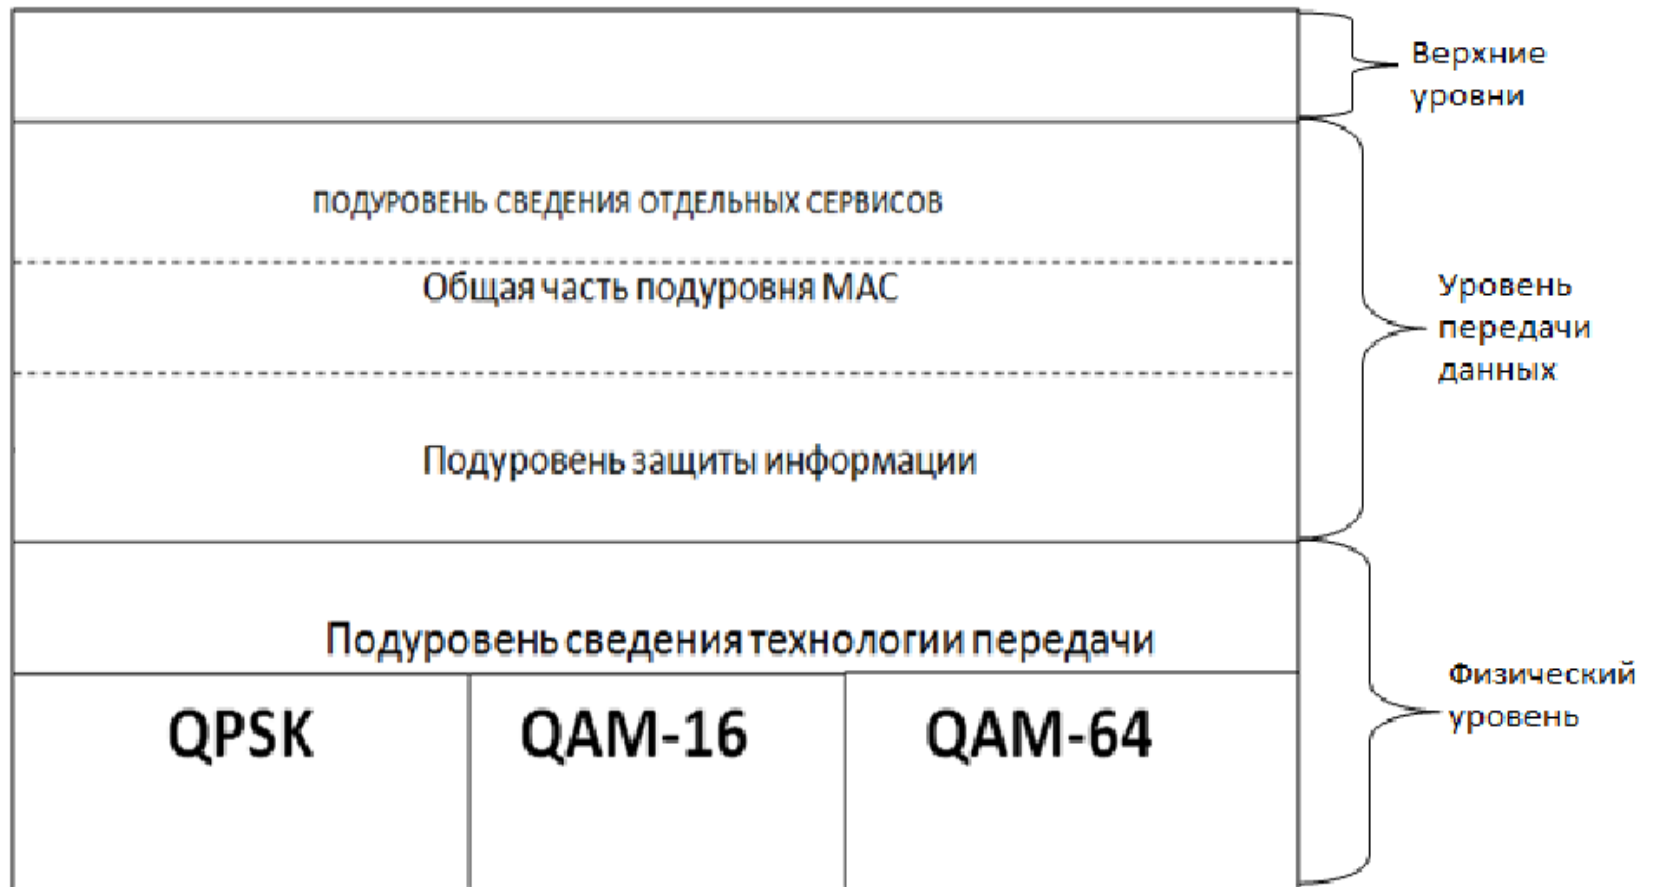 Верхние
уровни
ПОДУРОВЕНЬ СВЕДЕНИЯ ОТДЕЛЬНЫХ СЕРВИСОВ
Общая часть подуровня MAC
Уровень
передачи
данных
Подуровень защиты информации
Подуровень сведения технологии передачи
Физический
уровень
QPSK
QAM-16
QAM-64